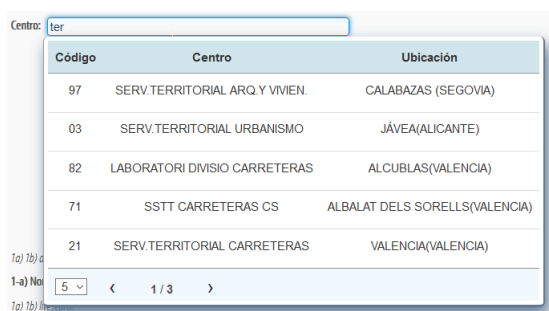 Centro: ter
Código Centro Ubicación
97 SERV.TERRITORIAL ARQ.Y VIVIEN. CALABAZAS (SEGOVIA)
03 SERV.TERRITORIAL URBANISMO JÁVEA(ALICANTE)
82 LABORATORI DIVISIO CARRETERAS ALCUBLAS(VALENCIA)
71 SSTT CARRETERAS CS ALBALAT DELS SORELLS(VALENCIA)
21 SERV.TERRITORIAL CARRETERAS VALENCIA(VALENCIA)
1a) 1b)
1-a)
5 1 / 3
1a) 1b)